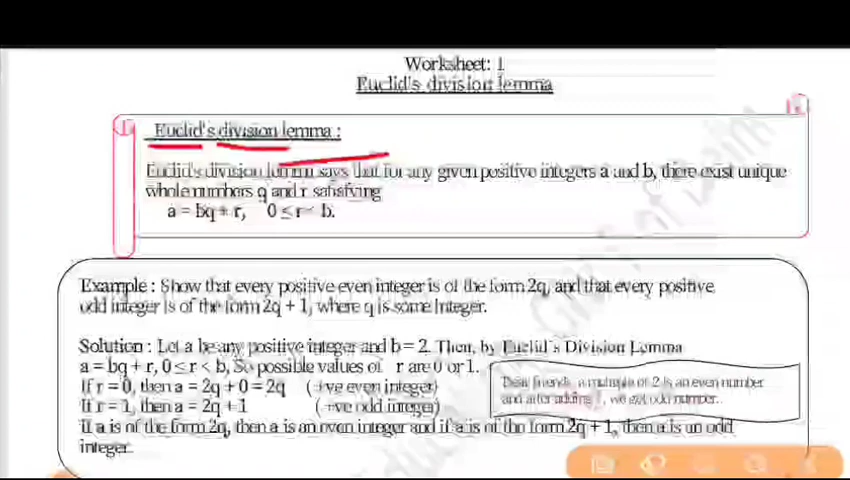 Worksheet: 1
Euclid's division lemma
Euclid's division lemma :
Euclid's division lemma says that for any given positive integers a and b, there exist unique
whole numbers q and r satisfying
a = bq + r, 0 ≤ r < b.
Example : Show that every positive even integer is of the form 2q, and that every positive
odd integer is of the form 2q + 1, where q is some Integer.
Solution : Let a be any positive integer and b = 2. Then, by Euclid's Division Lemma
a = bq + r, 0 ≤ r < b, So possible values of r are 0 or 1.
If r = 0, then a = 2q + 0 = 2q (+ve even integer)
If r = 1, then a = 2q + 1 (+ve odd integer)
Dear friends, a multiple of 2 is an even number
and after adding 1, we get odd number.
If a is of the form 2q, then a is an even integer and if a is of the form 2q + 1, then a is an odd
integer.